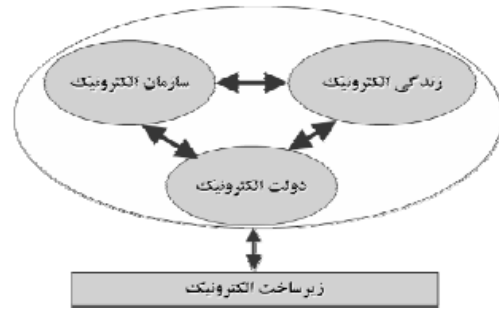 زندگی الکترونیک
سازمان الکترونیک
دولت الکترونیک
زیرساخت الکترونیک